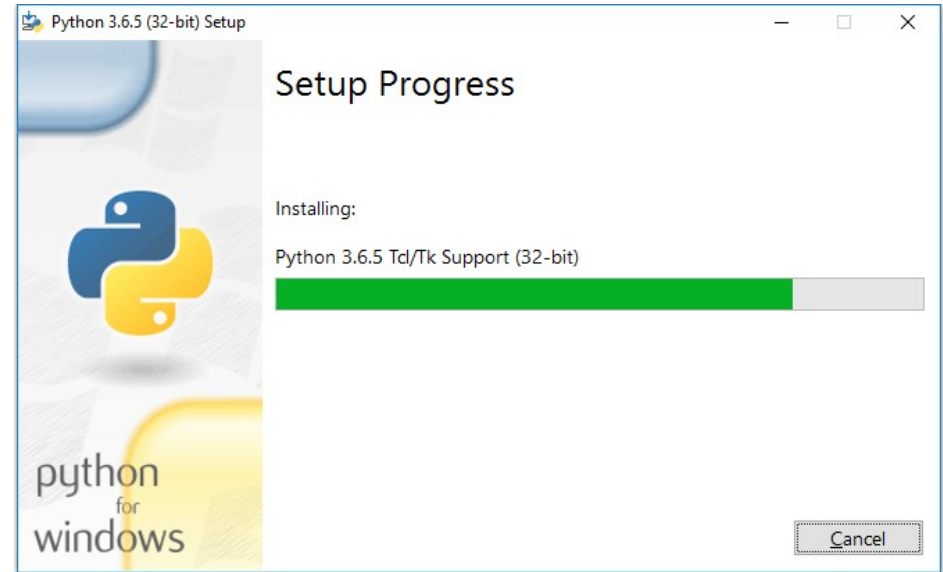 Python 3.6.5 (32-bit) Setup
Setup Progress
Installing:
Python 3.6.5 Tcl/Tk Support (32-bit)
python
for
windows
Cancel